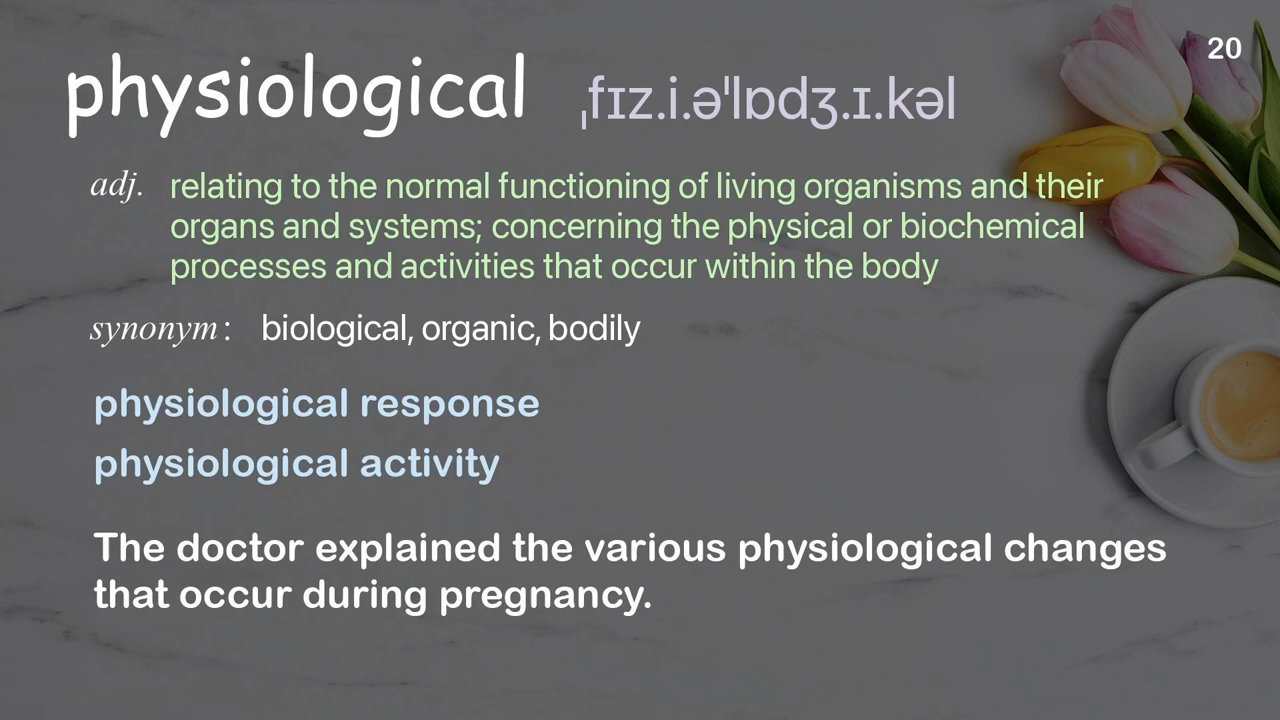 20
physiological ˌfɪz.i.əˈlɒdʒ.ɪ.kəl
adj. relating to the normal functioning of living organisms and their
organs and systems; concerning the physical or biochemical
processes and activities that occur within the body
synonym: biological, organic, bodily
physiological response
physiological activity
The doctor explained the various physiological changes
that occur during pregnancy.